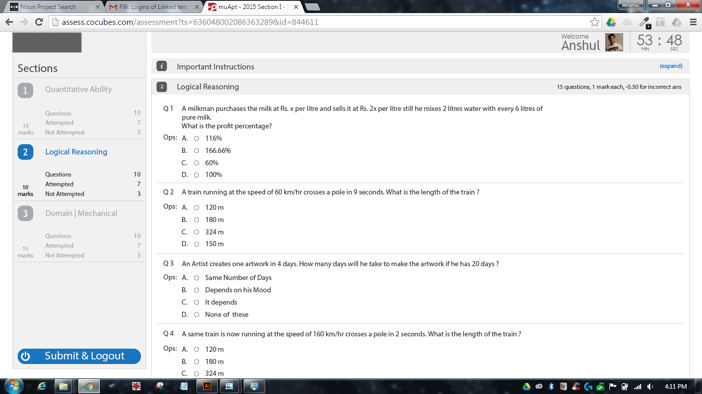 Noun Project Search
FW: Logins of Linked test
muApt - 2015 Section I -
Anshul
assess.cocubes.com/assessment?ts=636048002086363289&id=844611
Welcome
Anshul
53 : 48
MIN
SEC
Sections
1
Quantitative Ability
Questions 10
15 Attempted 7
marks Not Attempted 3
2
Logical Reasoning
Questions 10
10 Attempted 7
marks Not Attempted 3
3
Domain | Mechanical
Questions 10
15 Attempted 7
marks Not Attempted 3
Submit & Logout
i Important Instructions (expand)
2 Logical Reasoning 15 questions, 1 mark each, -0.50 for incorrect ans
Q 1 A milkman purchases the milk at Rs. x per litre and sells it at Rs. 2x per litre still he mixes 2 litres water with every 6 litres of
pure milk.
What is the profit percentage?
Ops: A. 116%
B. 166.66%
C. 60%
D. 100%
Q 2 A train running at the speed of 60 km/hr crosses a pole in 9 seconds. What is the length of the train ?
Ops: A. 120 m
B. 180 m
C. 324 m
D. 150 m
Q 3 An Artist creates one artwork in 4 days. How many days will he take to make the artwork if he has 20 days ?
Ops: A. Same Number of Days
B. Depends on his Mood
C. It depends
D. None of these
Q 4 A same train is now running at the speed of 160 km/hr crosses a pole in 2 seconds. What is the length of the train ?
Ops: A. 120 m
B. 180 m
C. 324 m
4:11 PM